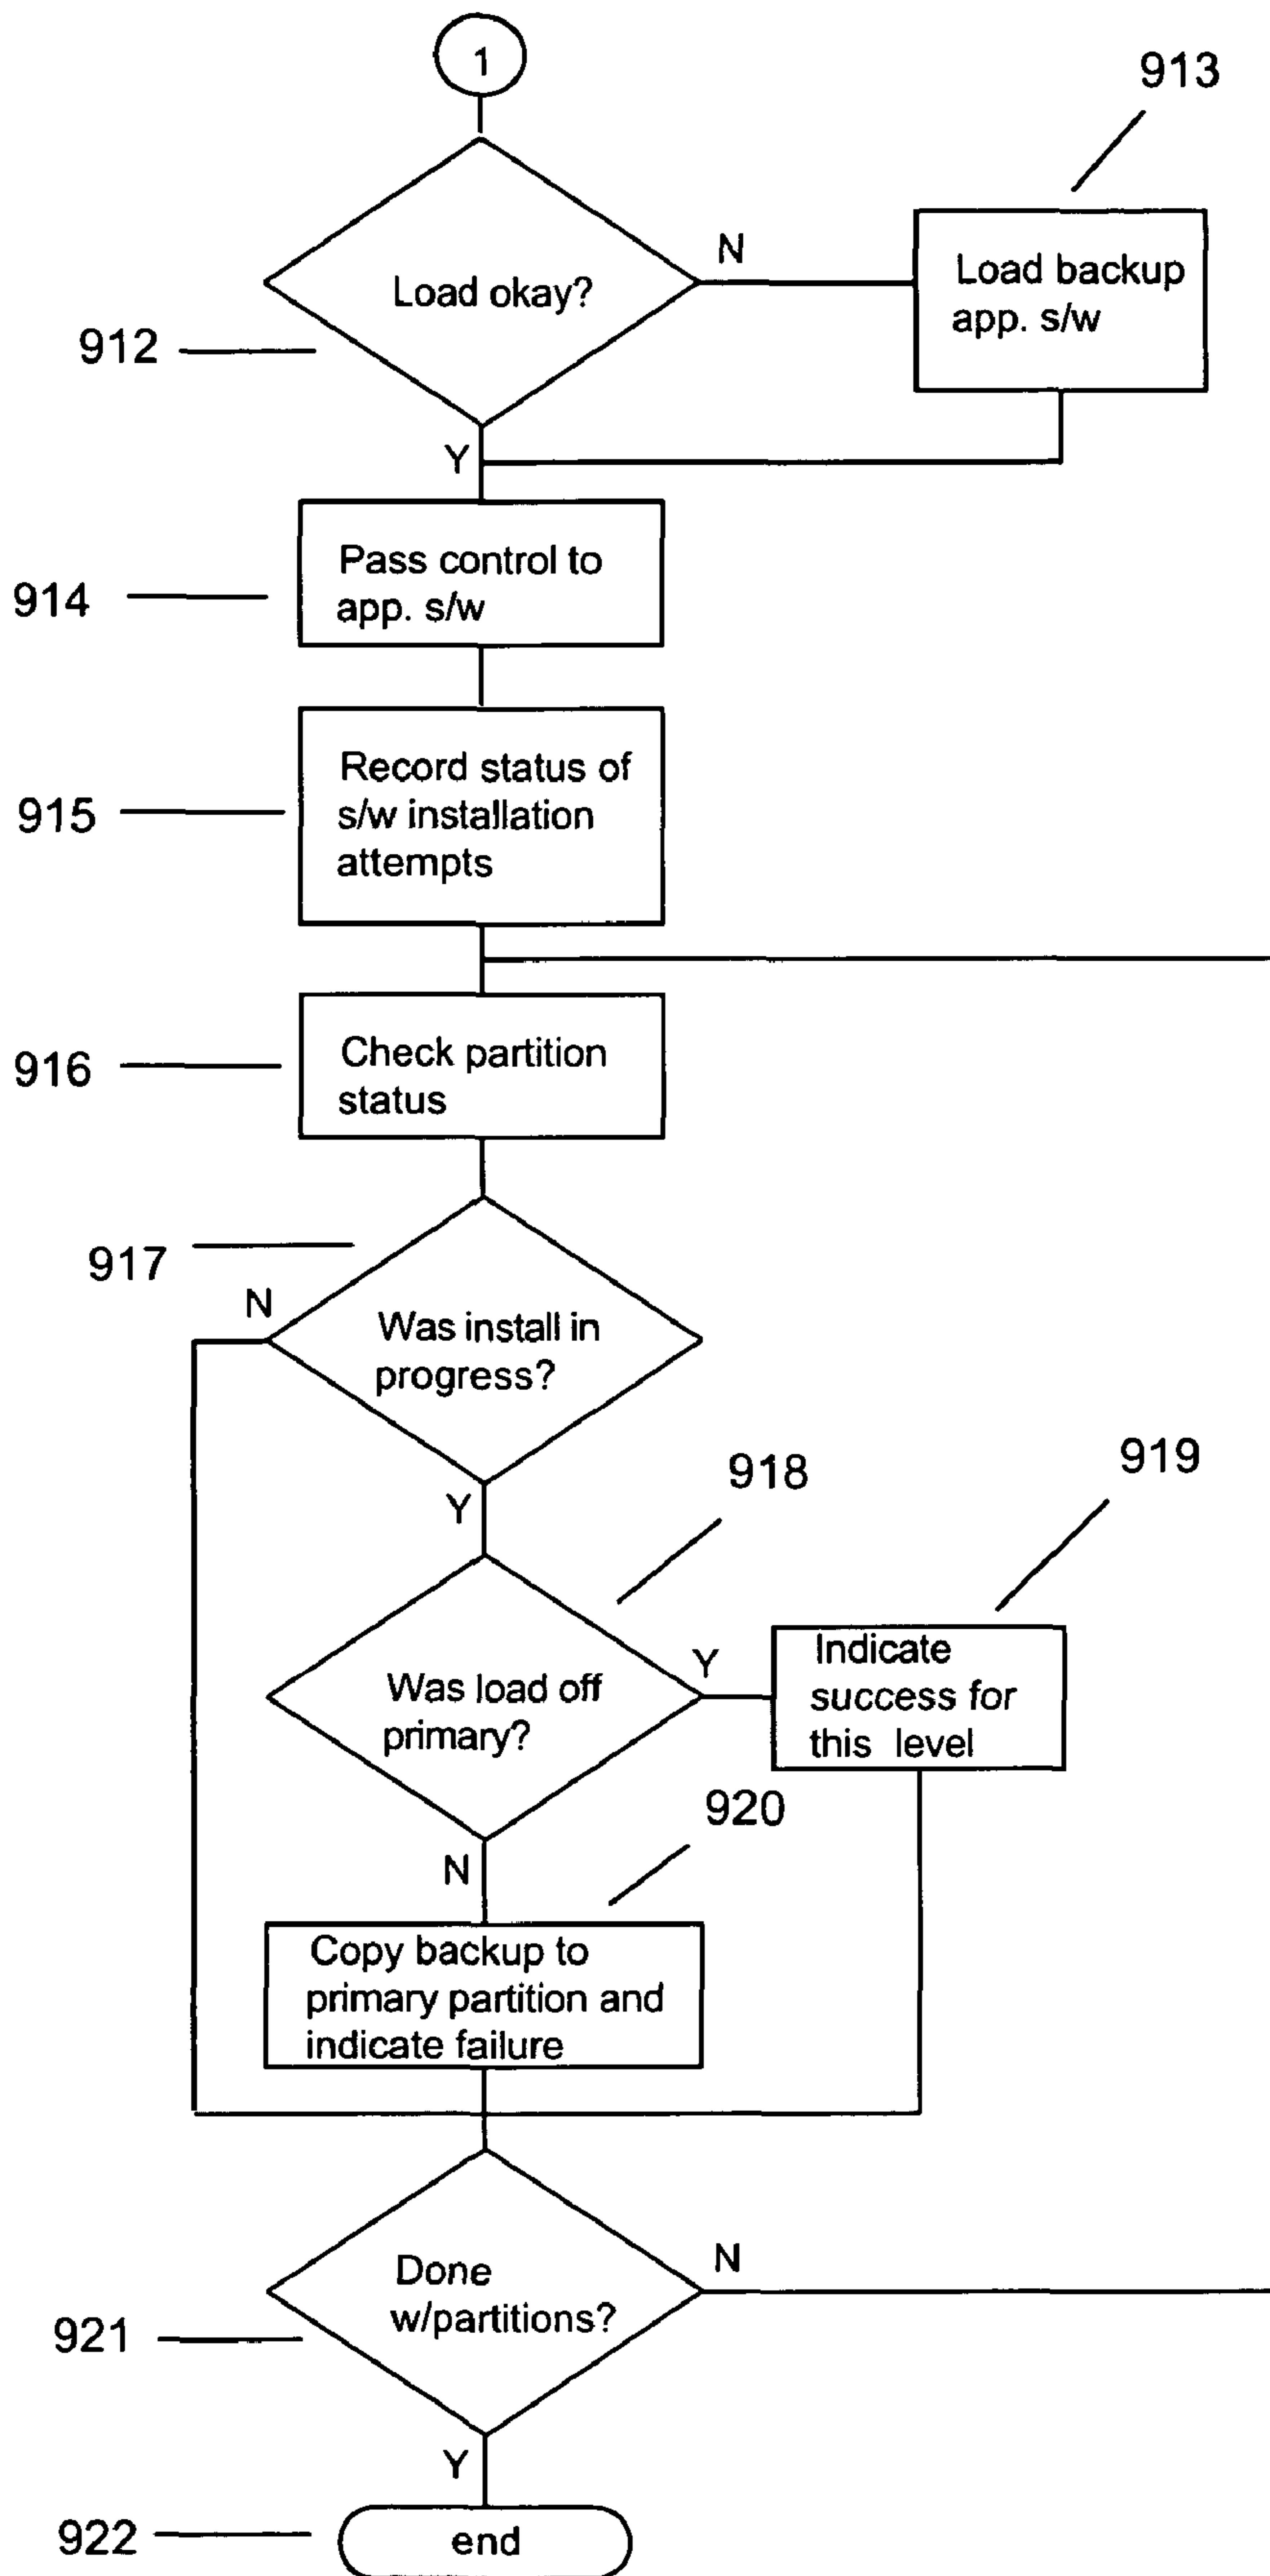 1
913
Load okay?
N
Load backup
app. s/w
912
Y
Pass control to
app. s/w
914
Record status of
s/w installation
attempts
915
Check partition
status
916
917
N
Was install in
progress?
Y
918
919
Was load off
primary?
Y
Indicate
success for
this level
920
N
Copy backup to
primary partition and
indicate failure
Done
w/partitions?
N
921
Y
922
end